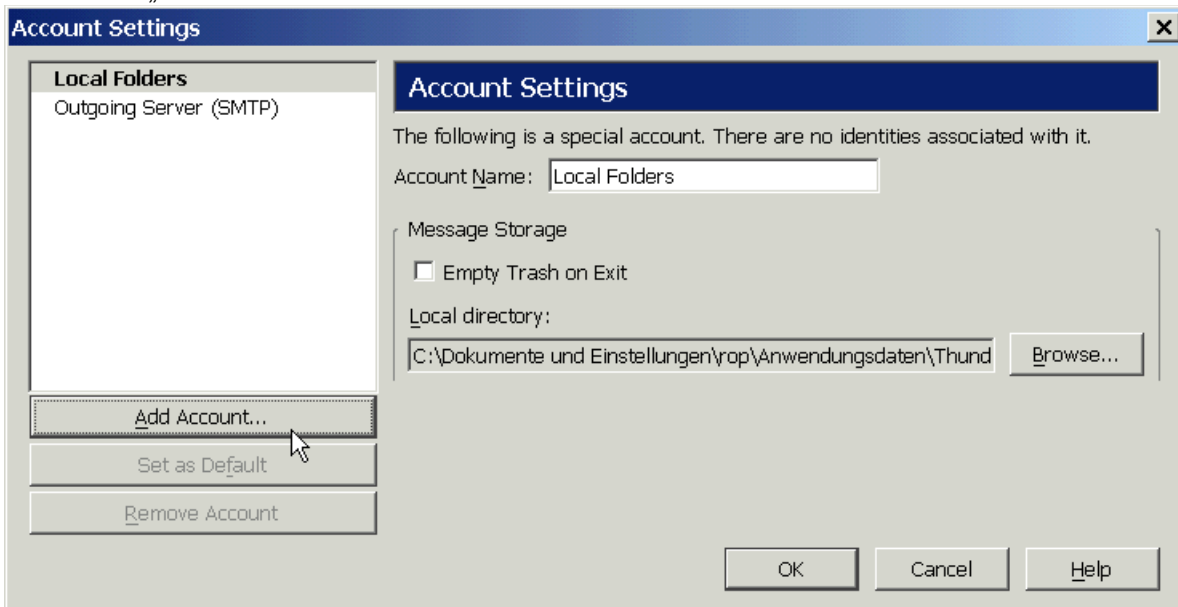 „
Account Settings
Local Folders
Outgoing Server (SMTP)
Add Account...
Set as Default
Remove Account
Account Settings
The following is a special account. There are no identities associated with it.
Account Name: Local Folders
Message Storage
Empty Trash on Exit
Local directory:
C:\Dokumente und Einstellungen\rop\Anwendungsdaten\Thund Browse...
OK Cancel Help